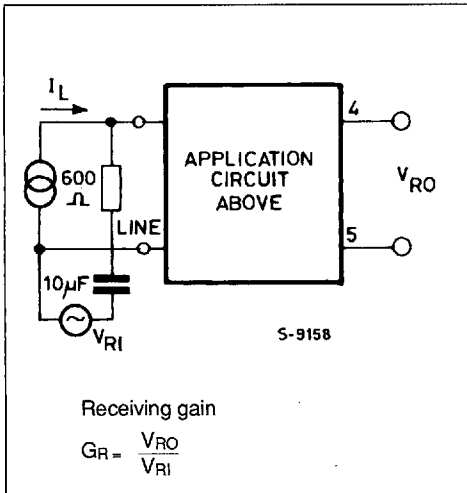 I_L
4
600
Ω
APPLICATION
CIRCUIT
ABOVE
V_RO
LINE
5
10µF
V_RI
S-9158
Receiving gain
G_R = V_RO
V_RI